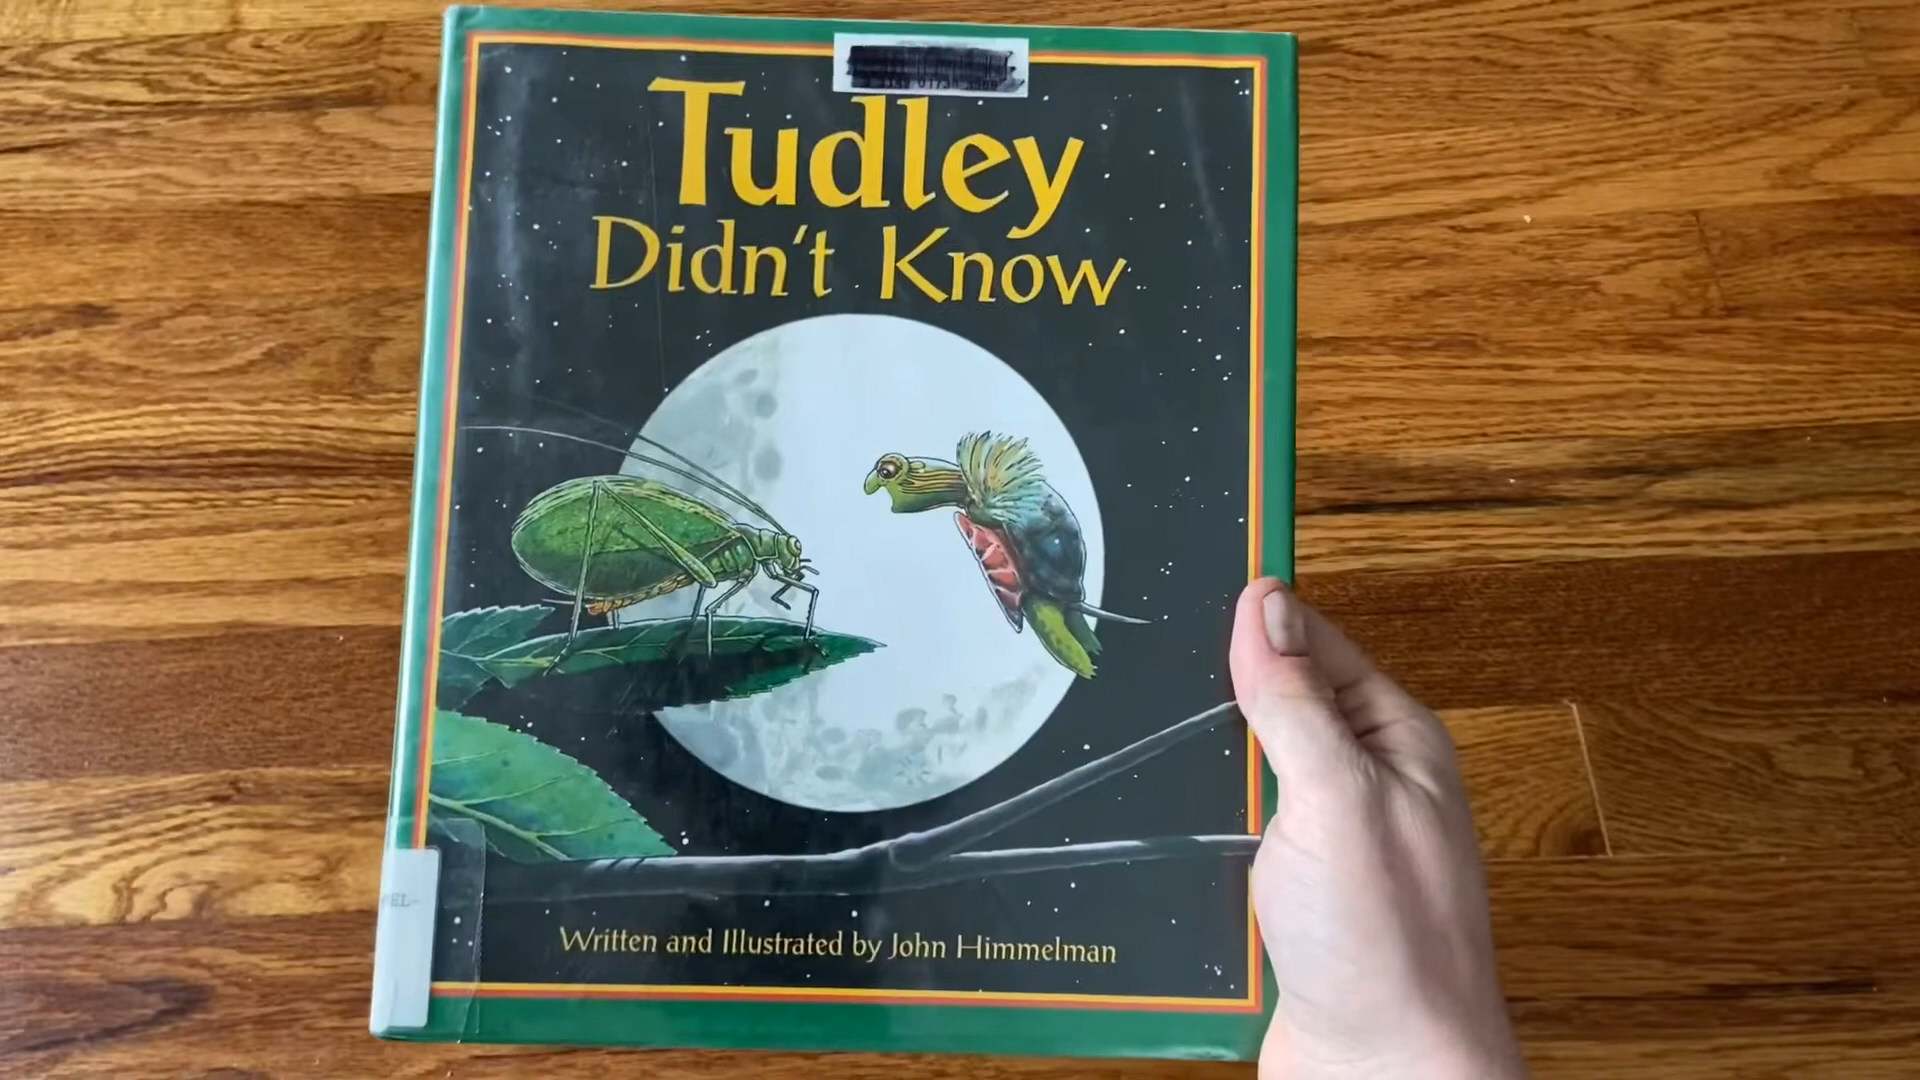 Tudley
Didn't Know
Written and Illustrated by John Himmelman